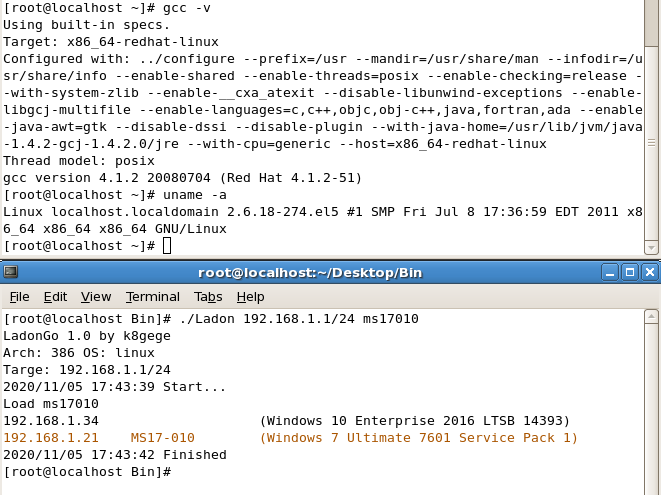 [root@localhost ~]# gcc -v
Using built-in specs.
Target: x86_64-redhat-linux
Configured with: ../configure --prefix=/usr --mandir=/usr/share/man --infodir=/u
sr/share/info --enable-shared --enable-threads=posix --enable-checking=release -
-with-system-zlib --enable-__cxa_atexit --disable-libunwind-exceptions --enable-
libgcj-multifile --enable-languages=c,c++,objc,obj-c++,java,fortran,ada --enable
-java-awt=gtk --disable-dssi --disable-plugin --with-java-home=/usr/lib/jvm/java
-1.4.2-gcj-1.4.2.0/jre --with-cpu=generic --host=x86_64-redhat-linux
Thread model: posix
gcc version 4.1.2 20080704 (Red Hat 4.1.2-51)
[root@localhost ~]# uname -a
Linux localhost.localdomain 2.6.18-274.el5 #1 SMP Fri Jul 8 17:36:59 EDT 2011 x8
6_64 x86_64 x86_64 GNU/Linux
[root@localhost ~]#
root@localhost:~/Desktop/Bin
File Edit View Terminal Tabs Help
[root@localhost Bin]# ./Ladon 192.168.1.1/24 ms17010
LadonGo 1.0 by k8gege
Arch: 386 OS: linux
Targe: 192.168.1.1/24
2020/11/05 17:43:39 Start...
Load ms17010
192.168.1.34 (Windows 10 Enterprise 2016 LTSB 14393)
192.168.1.21 MS17-010 (Windows 7 Ultimate 7601 Service Pack 1)
2020/11/05 17:43:42 Finished
[root@localhost Bin]#